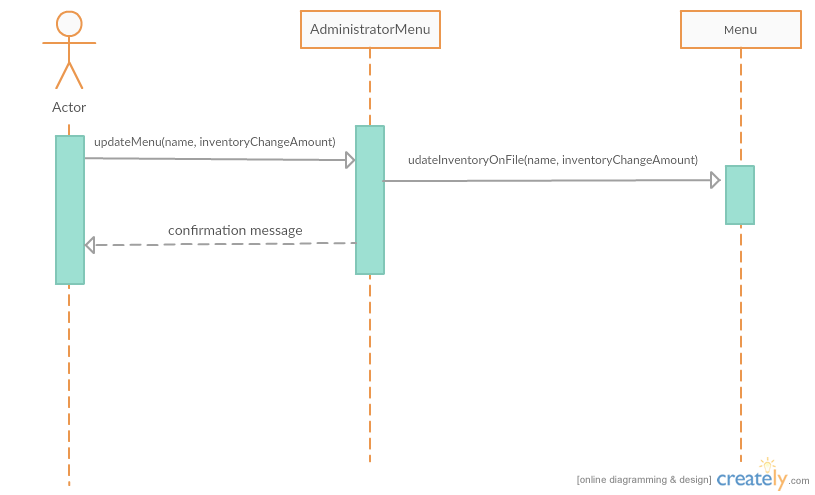 AdministratorMenu
Menu
Actor
updateMenu(name, inventoryChangeAmount)
udateInventoryOnFile(name, inventoryChangeAmount)
confirmation message
[online diagramming & design] creately.com